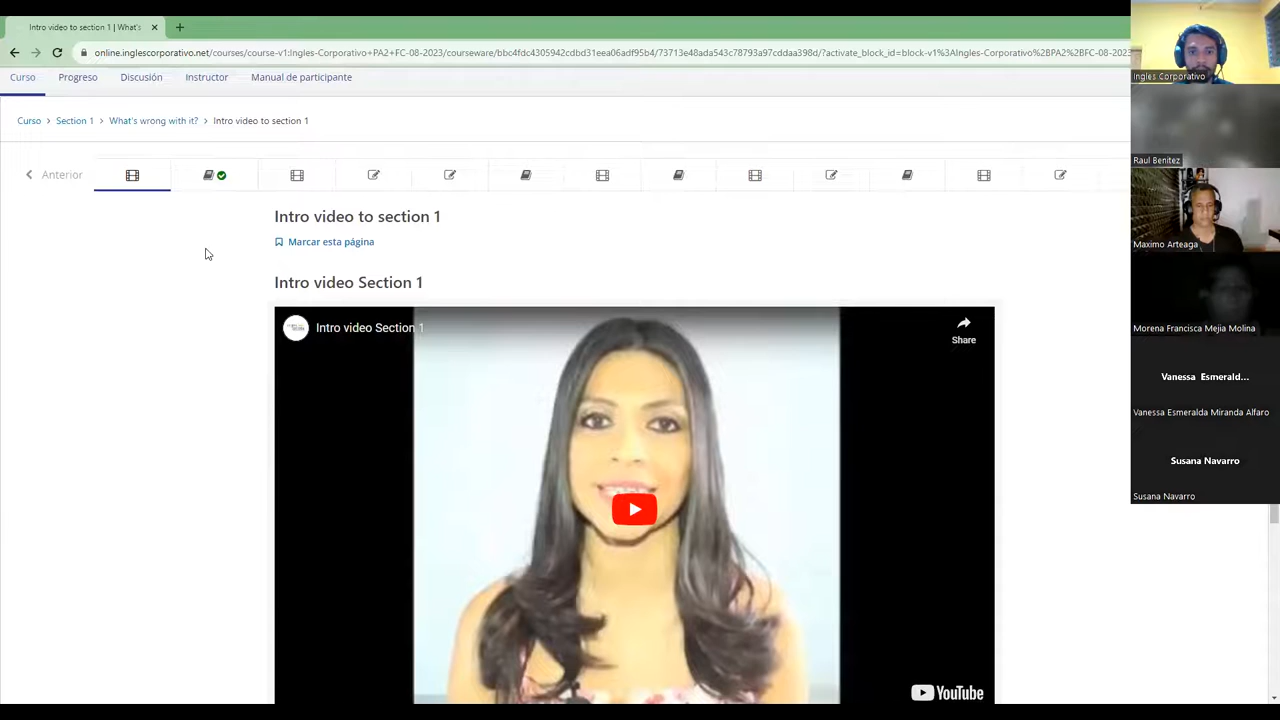 Intro video to section 1 | What's
online.inglescorporativo.net/courses/course-v1:Ingles-Corporativo+PA2+FC-08-2023/courseware/bbc4fdc4305942cdbd31eea06adf95b4/73713e48ada543c78793a97cddaa398d/?activate_block_id=block-v1%3AIngles-Corporativo%2BPA2%2BFC-08-2023
Curso Progreso Discusión Instructor Manual de participante
Curso > Section 1 > What's wrong with it? > Intro video to section 1
Anterior
Intro video to section 1
Marcar esta página
Intro video Section 1
Intro video Section 1
Share
YouTube
Ingles Corporativo
Raul Benitez
Maximo Arteaga
Morena Francisca Mejia Molina
Vanessa Esmerald...
Vanessa Esmeralda Miranda Alfaro
Susana Navarro
Susana Navarro